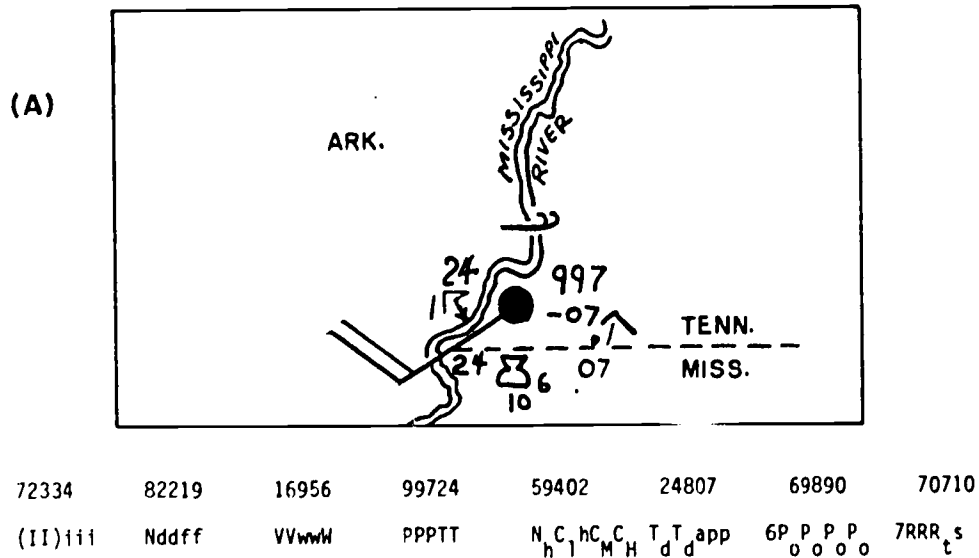 (A)
MISSISSIPPI
RIVER
ARK.
24
997
1
-07
TENN.
24
6
07
MISS.
10
72334 82219 16956 99724 59402 24807 69890 70710
(II)iii Nddff VVwwW PPPTT NhClhCMCH TdTdapp 6PoPoPoPo 7RRRts